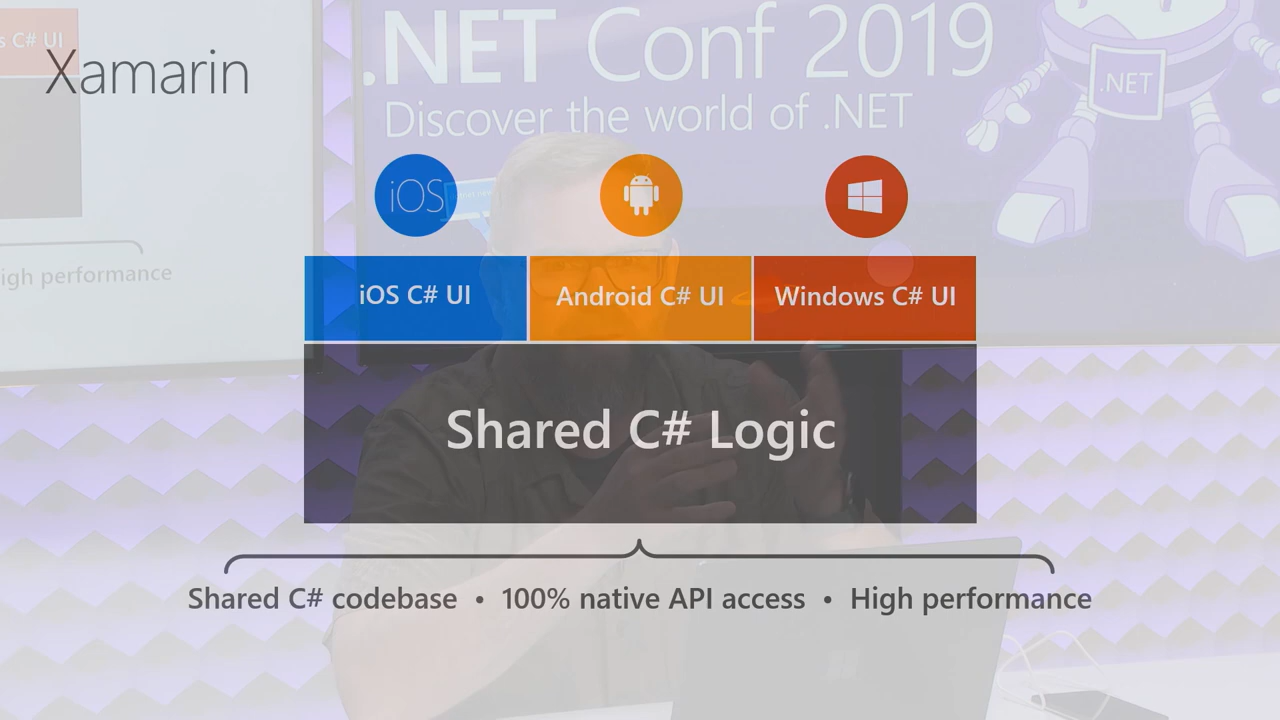 s C# UI
Xamarin
.NET Conf 2019
Discover the world of .NET
.NET
iOS
iOS C# UI
Android C# UI
Windows C# UI
igh performance
Shared C# Logic
Shared C# codebase • 100% native API access • High performance